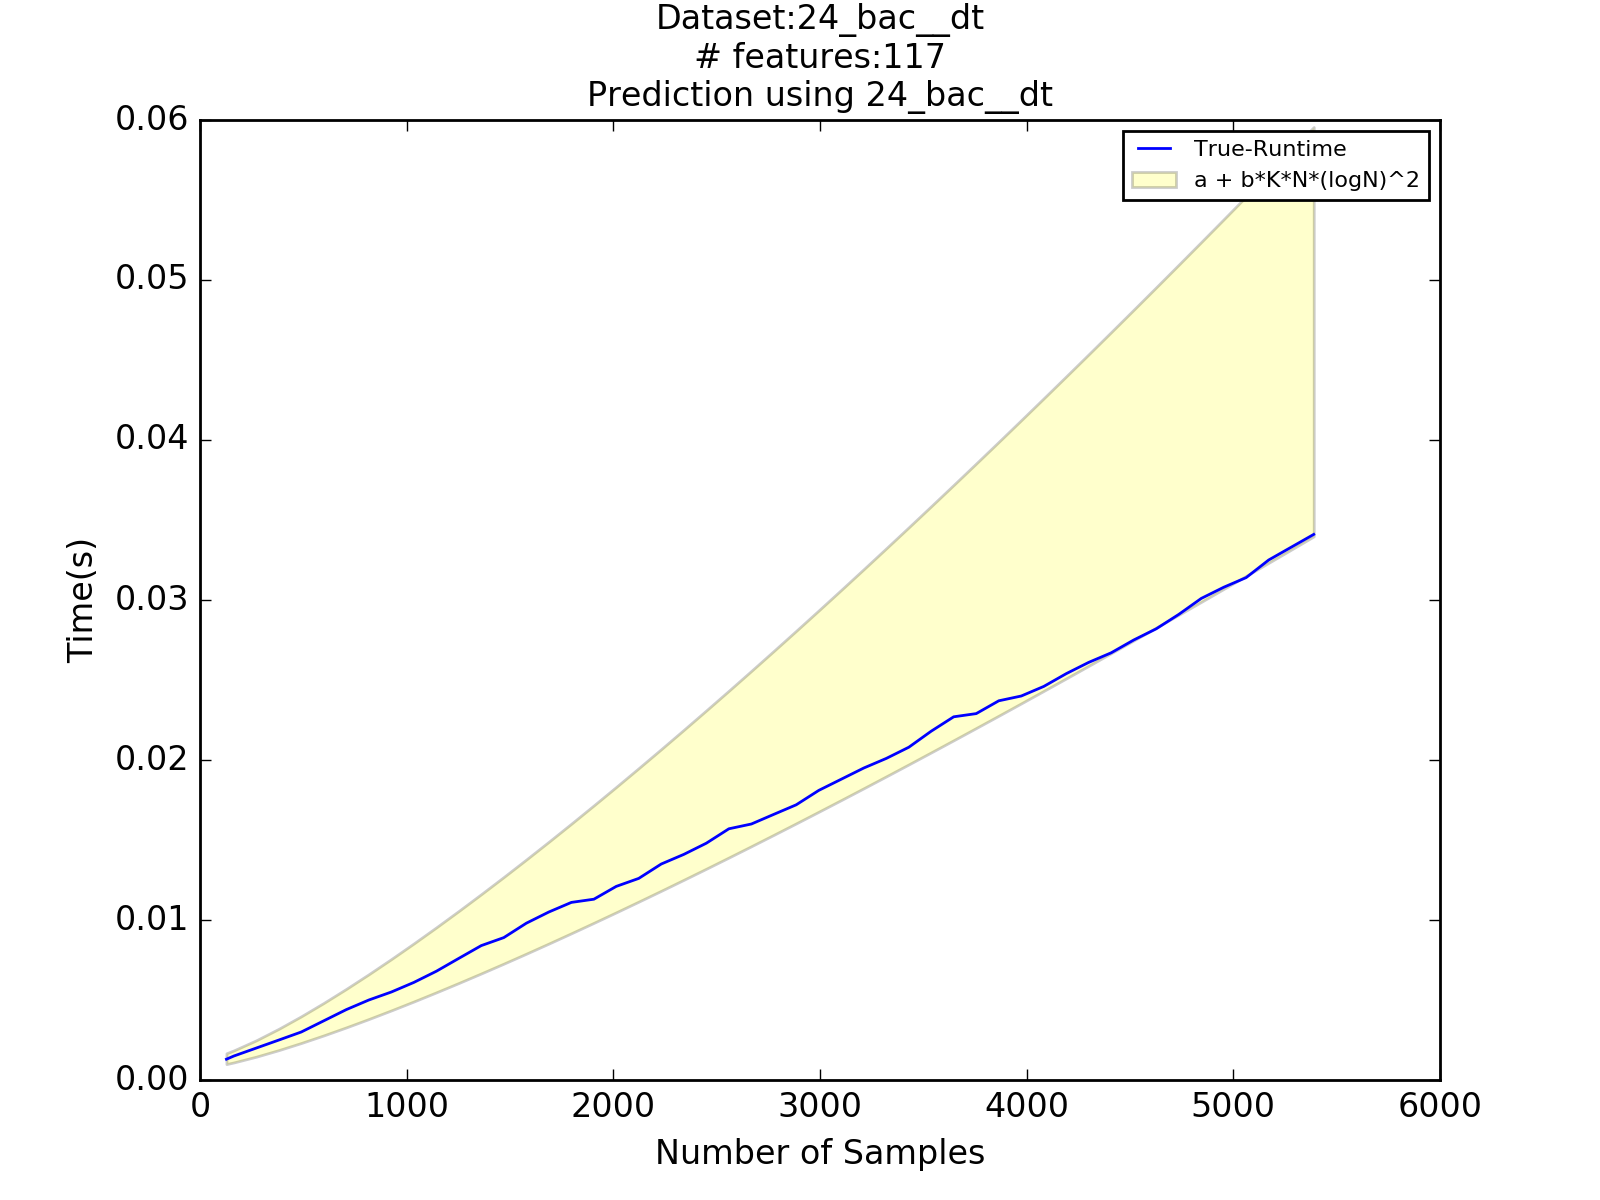 Dataset:24_bac__dt
# features:117
Prediction using 24_bac__dt
True-Runtime
a + b*K*N*(logN)^2
0.06
0.05
0.04
0.03
0.02
0.01
0.00
Time(s)
0 1000 2000 3000 4000 5000 6000
Number of Samples